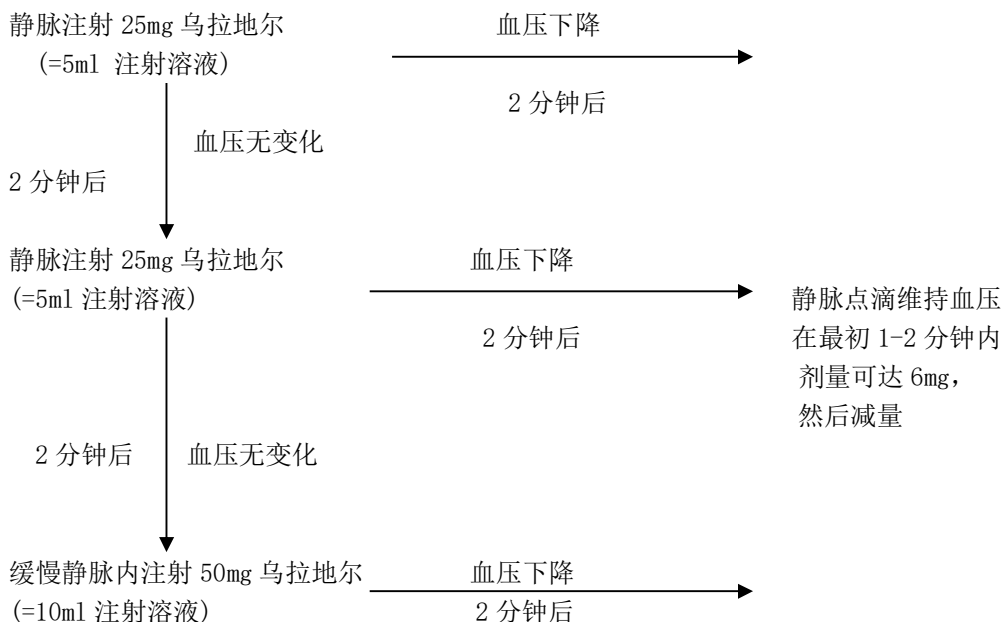 静脉注射 25mg 乌拉地尔
(=5ml 注射溶液)
血压下降
2 分钟后
血压无变化
2 分钟后
静脉注射 25mg 乌拉地尔
(=5ml 注射溶液)
血压下降
2 分钟后
静脉点滴维持血压
在最初 1-2 分钟内
剂量可达 6mg，
然后减量
2 分钟后
血压无变化
缓慢静脉内注射 50mg 乌拉地尔
(=10ml 注射溶液)
血压下降
2 分钟后